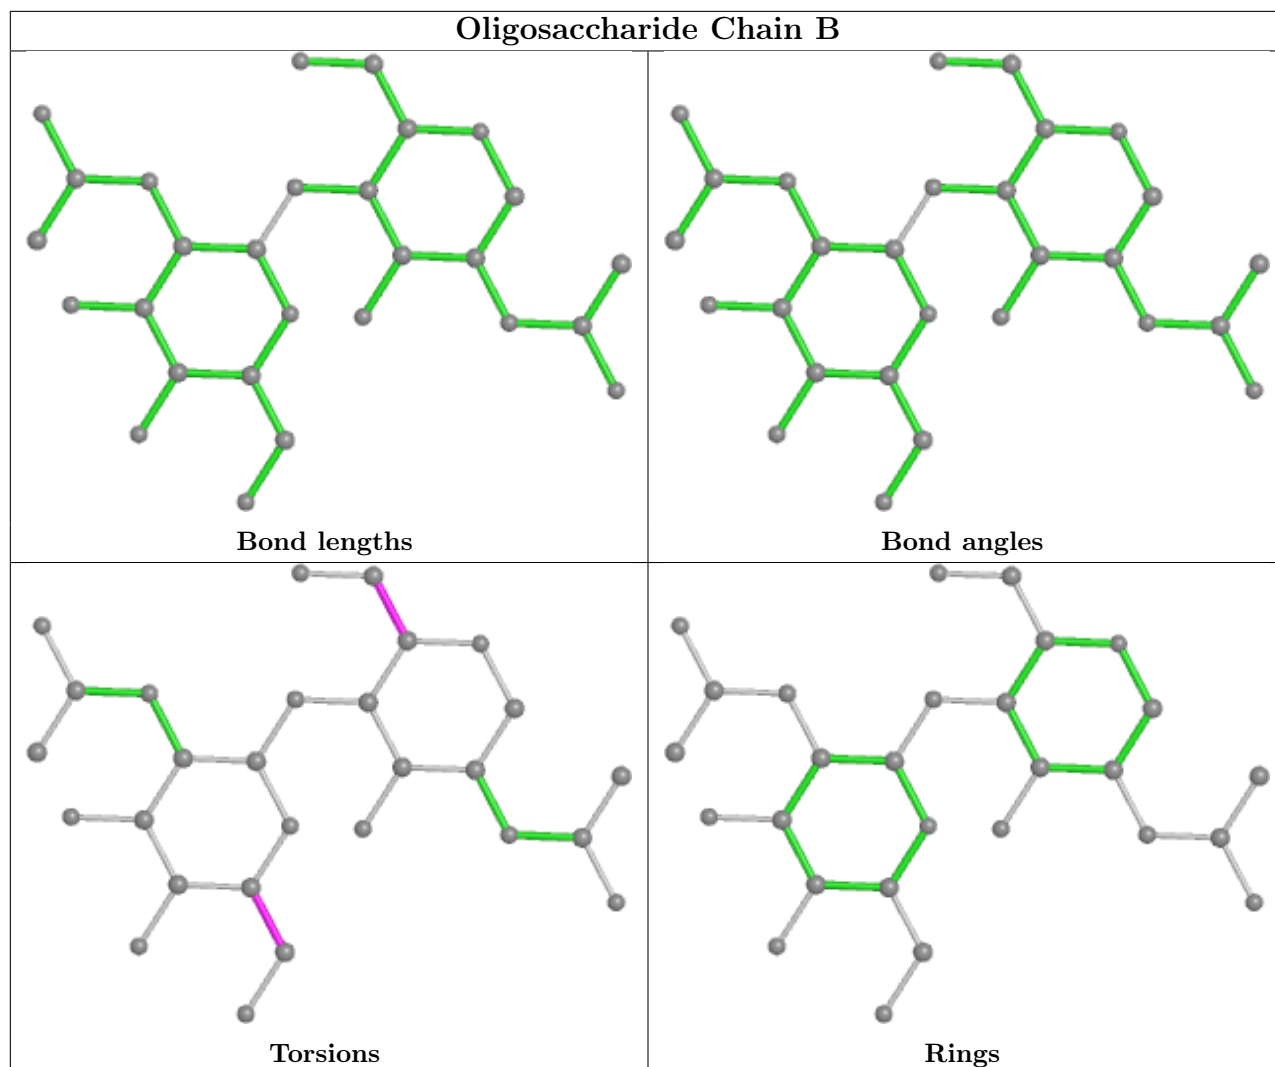 Oligosaccharide Chain B
Bond lengths
Bond angles
Torsions
Rings